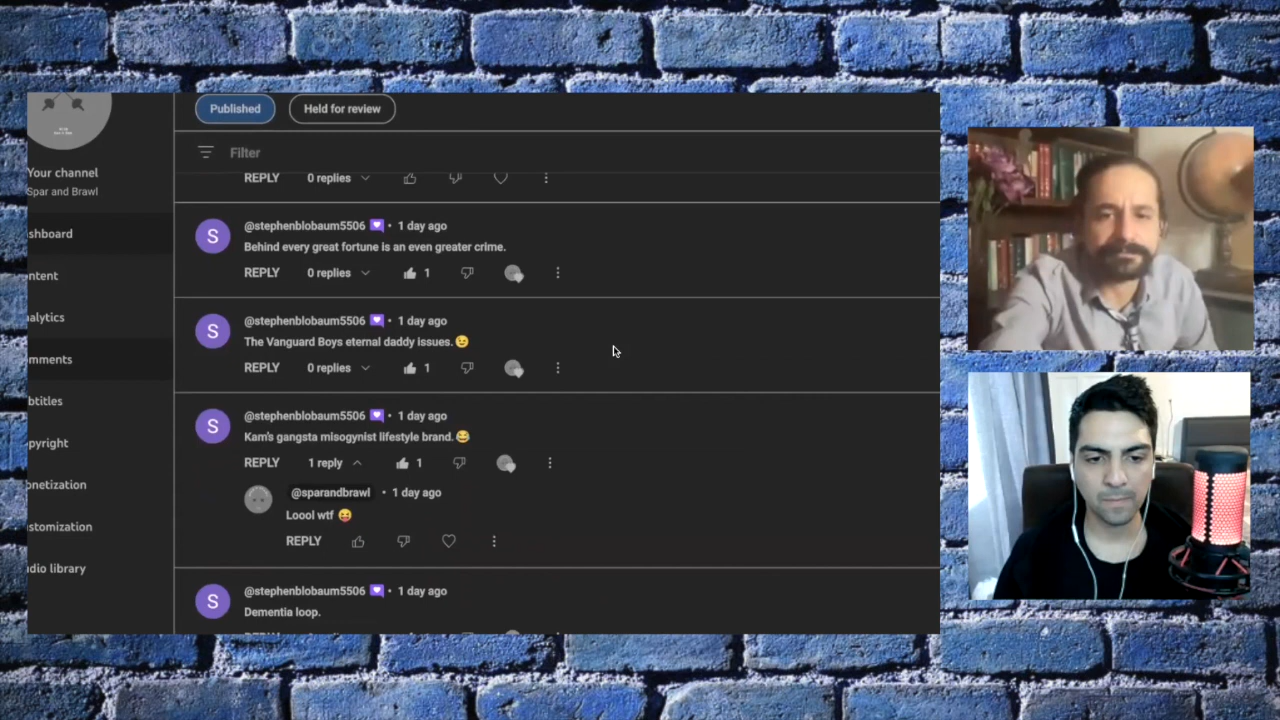 Published
Held for review
Filter
Your channel
Spar and Brawl
shboard
ntent
alytics
mments
btitles
pyright
netization
stomization
dio library
REPLY 0 replies
@stephenblobaum5506 • 1 day ago
Behind every great fortune is an even greater crime.
REPLY 0 replies 1
@stephenblobaum5506 • 1 day ago
The Vanguard Boys eternal daddy issues.😉
REPLY 0 replies 1
@stephenblobaum5506 • 1 day ago
Kam's gangsta misogynist lifestyle brand.😂
REPLY 1 reply 1
@sparandbrawl • 1 day ago
Loool wtf 😝
REPLY
@stephenblobaum5506 • 1 day ago
Dementia loop.
S
S
S
S